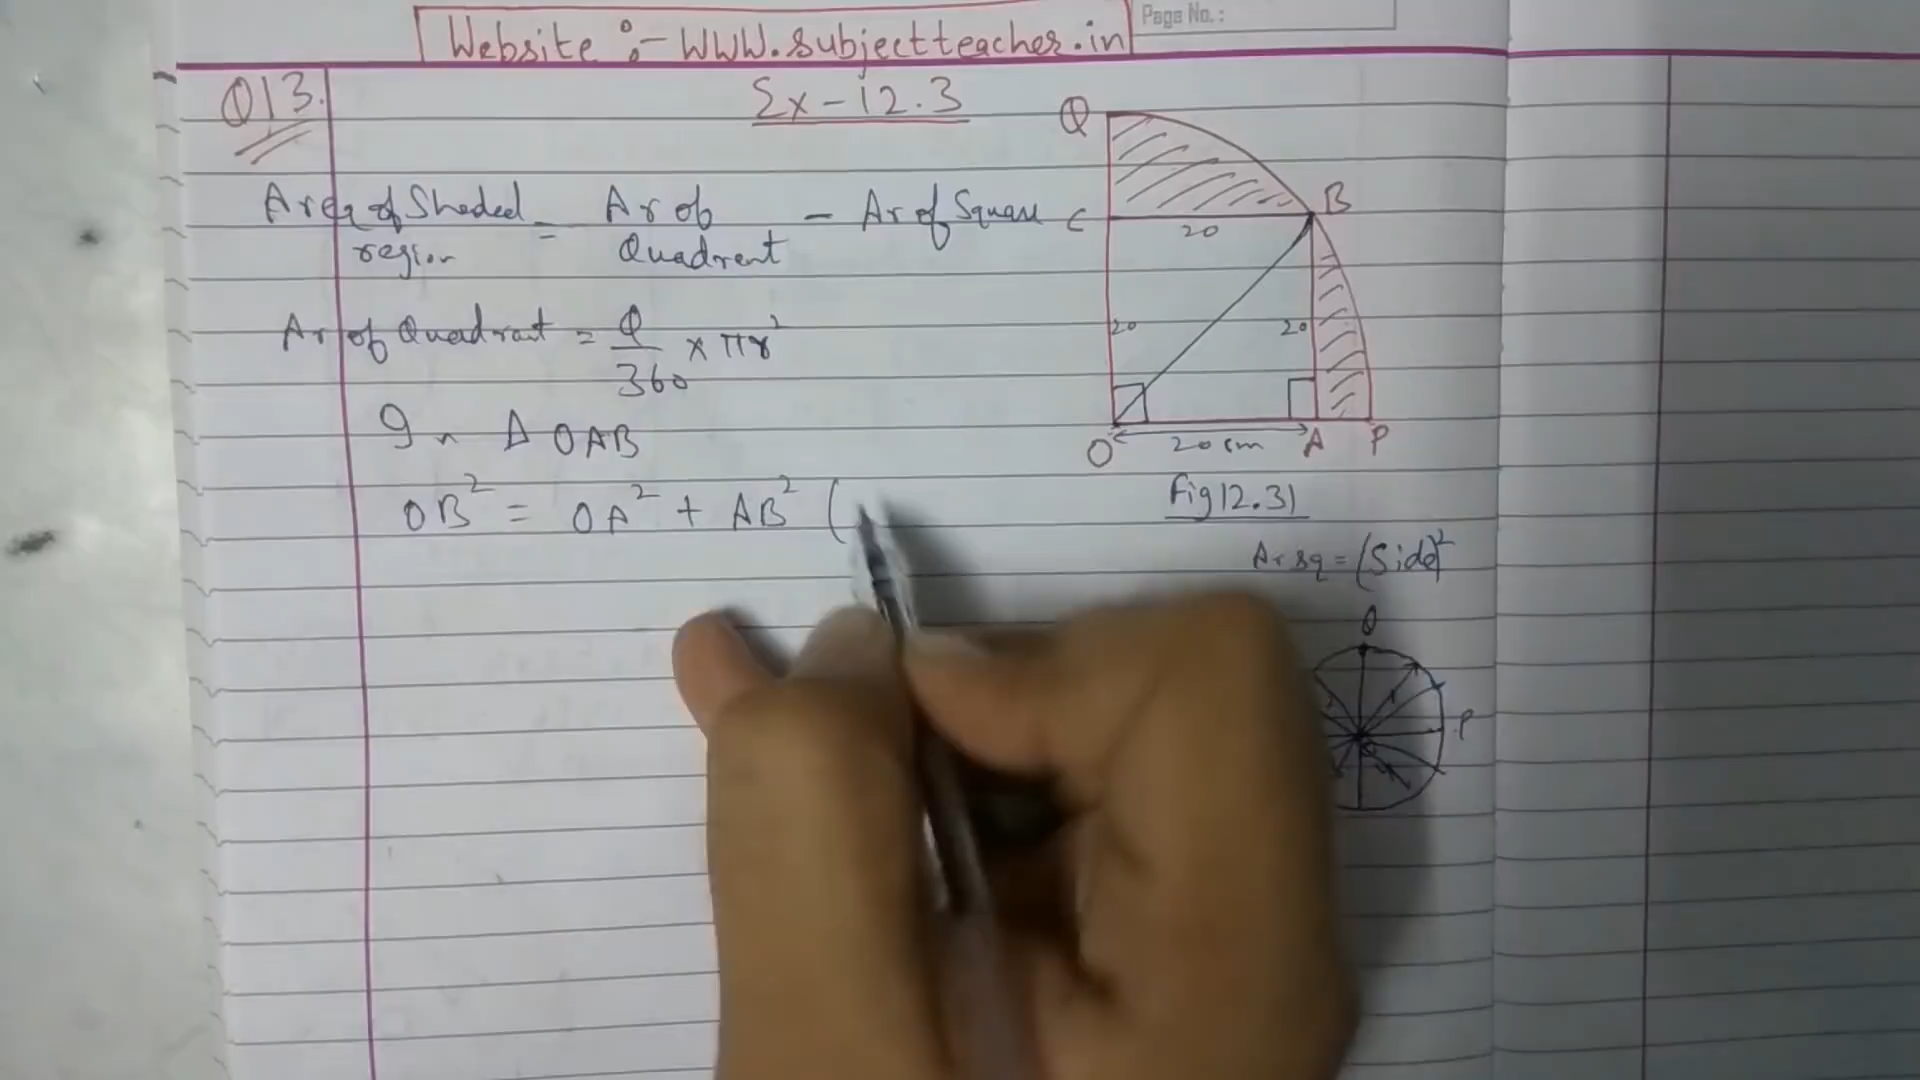 Page No.:
Website :- WWW.subjectteacher.in
Q13.
Ex-12.3
Area of Shaded region = Ar of Quadrent - Ar of Square
Ar of Quadrant = Q/360 × πr²
In Δ OAB
OB² = OA² + AB² (
Q
B
C
20
20
20
O
20 cm
A
P
Fig 12.31
Ar sq = (Side)²
Q
P